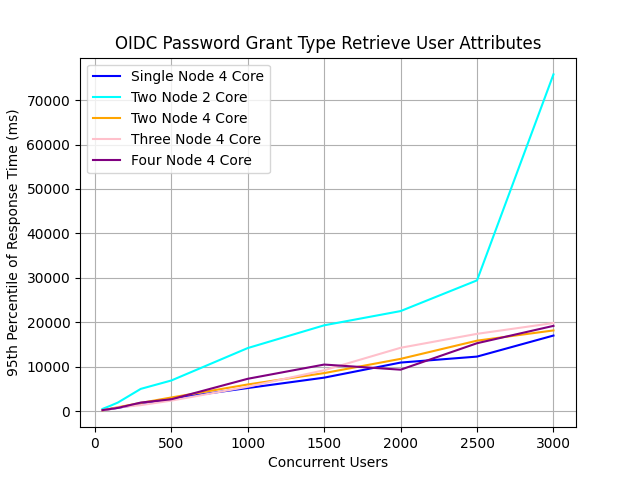 OIDC Password Grant Type Retrieve User Attributes
Single Node 4 Core
Two Node 2 Core
Two Node 4 Core
Three Node 4 Core
Four Node 4 Core
95th Percentile of Response Time (ms)
70000
60000
50000
40000
30000
20000
10000
0
0 500 1000 1500 2000 2500 3000
Concurrent Users